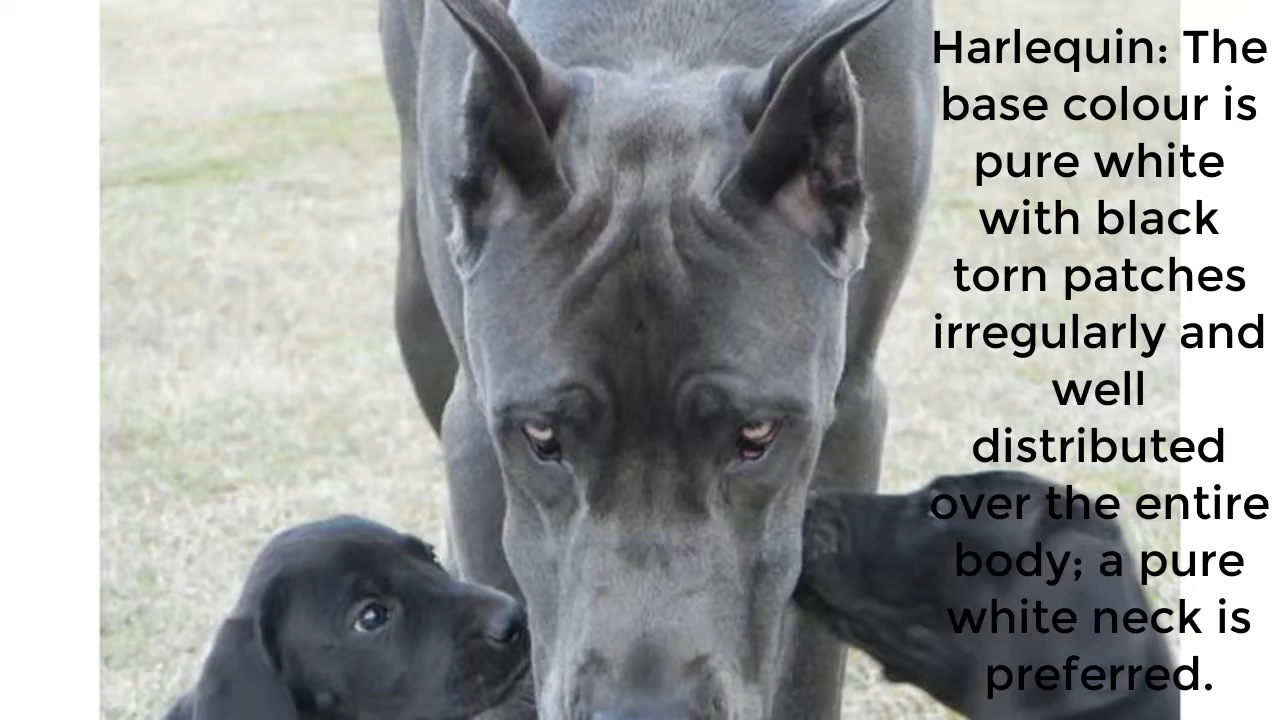 Harlequin: The
base colour is
pure white
with black
torn patches
irregularly and
well
distributed
over the entire
body; a pure
white neck is
preferred.